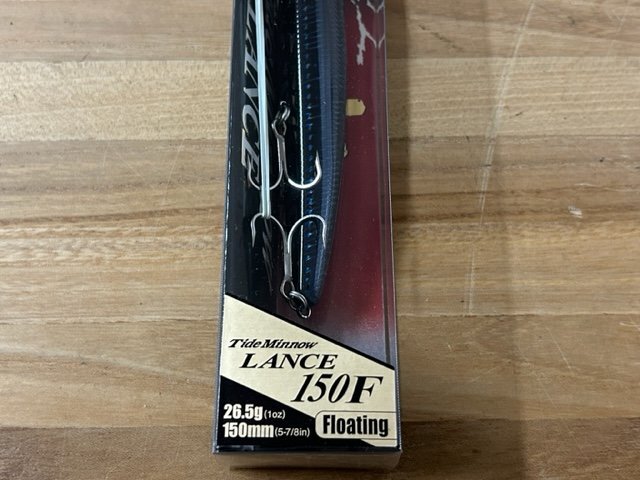 LANCE
Tide Minnow
LANCE
150F
26.5g(1oz)
150mm(5-7/8in)
Floating